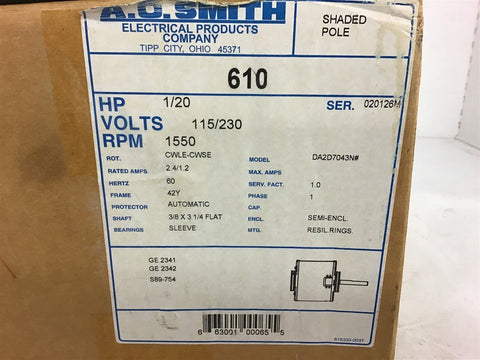 A.O. SMITH
ELECTRICAL PRODUCTS
COMPANY
TIPP CITY, OHIO 45371
SHADED
POLE
610
HP 1/20 SER. 020126M
VOLTS 115/230
RPM 1550
ROT. CWLE-CWSE MODEL DA2D7043N#
RATED AMPS. 2.4/1.2 MAX. AMPS
HERTZ 60 SERV. FACT. 1.0
FRAME 42Y PHASE 1
PROTECTOR AUTOMATIC CAP.
SHAFT 3/8 X 3 1/4 FLAT ENCL. SEMI-ENCL.
BEARINGS SLEEVE MTG. RESIL RINGS.
GE 2341
GE 2342
S89-754
6 63001 00065 5